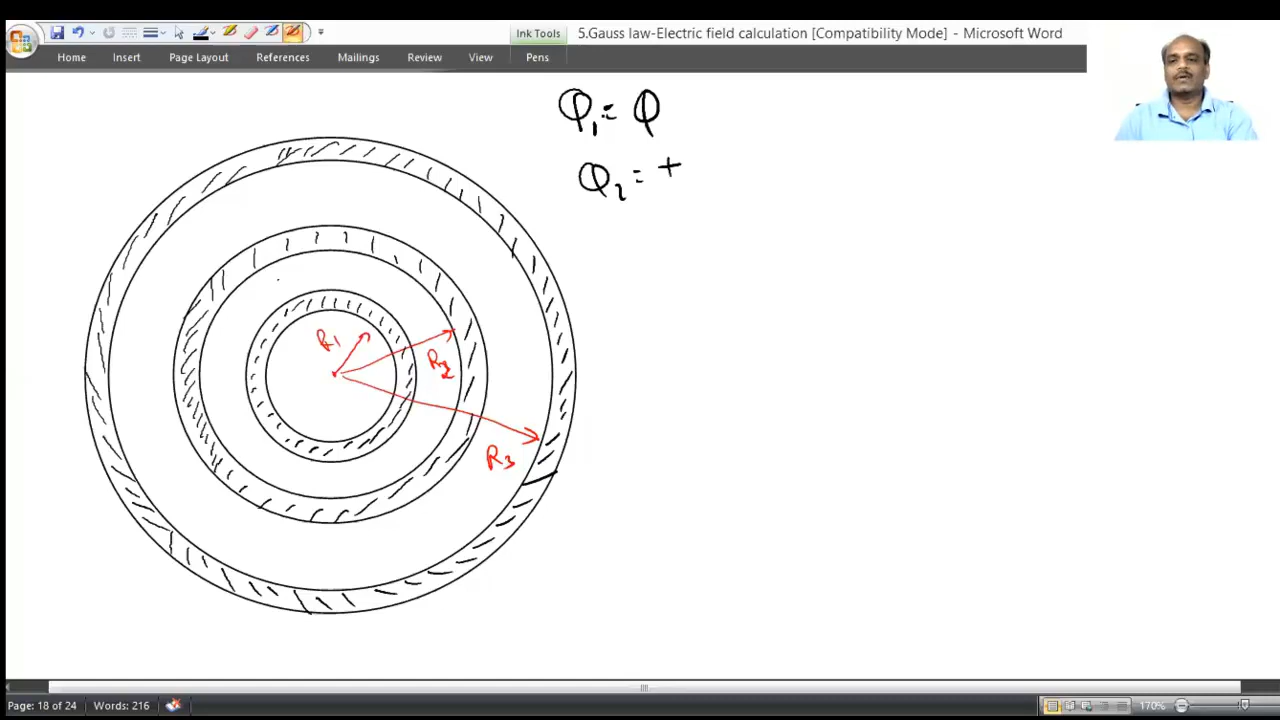 Ink Tools
5.Gauss law-Electric field calculation [Compatibility Mode] - Microsoft Word
Home Insert Page Layout References Mailings Review View Pens
Q1 = Q
Q2 = +
R1
R2
R3
Page: 18 of 24 Words: 216 170%